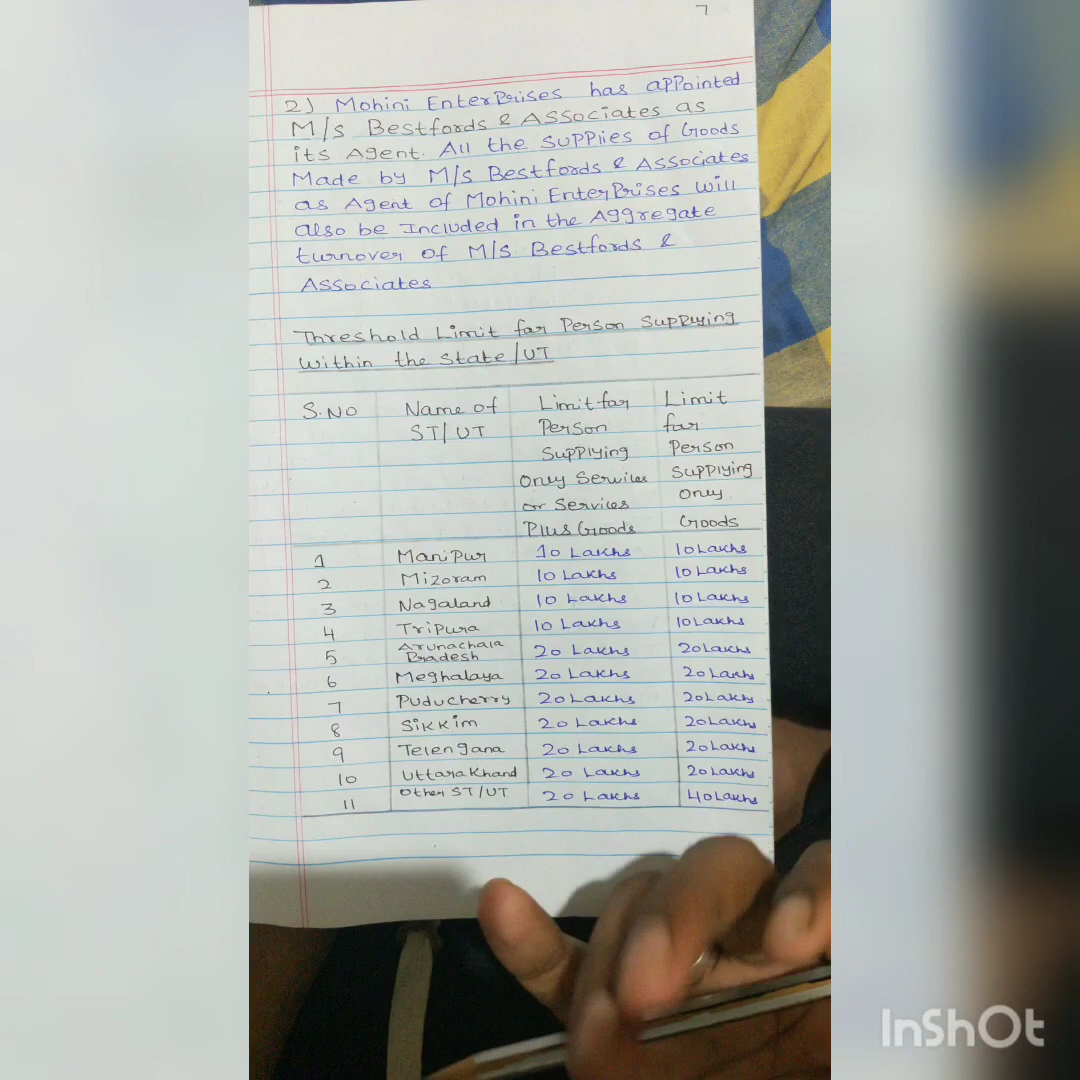 7
2) Mohini Enterprises has appointed
M/s Bestfords & Associates as
its Agent. All the supplies of Goods
Made by M/s Bestfords & Associates
as Agent of Mohini Enterprises will
also be Included in the Aggregate
turnover of M/s Bestfords &
Associates
Threshold Limit for Person Supplying
within the State/UT
S.NO Name of ST/UT Limit for Person Supplying Only Services or Services Plus Goods Limit for Person Supplying Only Goods
1 Manipur 10 Lakhs 10 Lakhs
2 Mizoram 10 Lakhs 10 Lakhs
3 Nagaland 10 Lakhs 10 Lakhs
4 Tripura 10 Lakhs 10 Lakhs
5 Arunachala Pradesh 20 Lakhs 20 Lakhs
6 Meghalaya 20 Lakhs 20 Lakhs
7 Puducherry 20 Lakhs 20 Lakhs
8 Sikkim 20 Lakhs 20 Lakhs
9 Telengana 20 Lakhs 20 Lakhs
10 Uttarakhand 20 Lakhs 20 Lakhs
11 Other ST/UT 20 Lakhs 40 Lakhs
InShOt